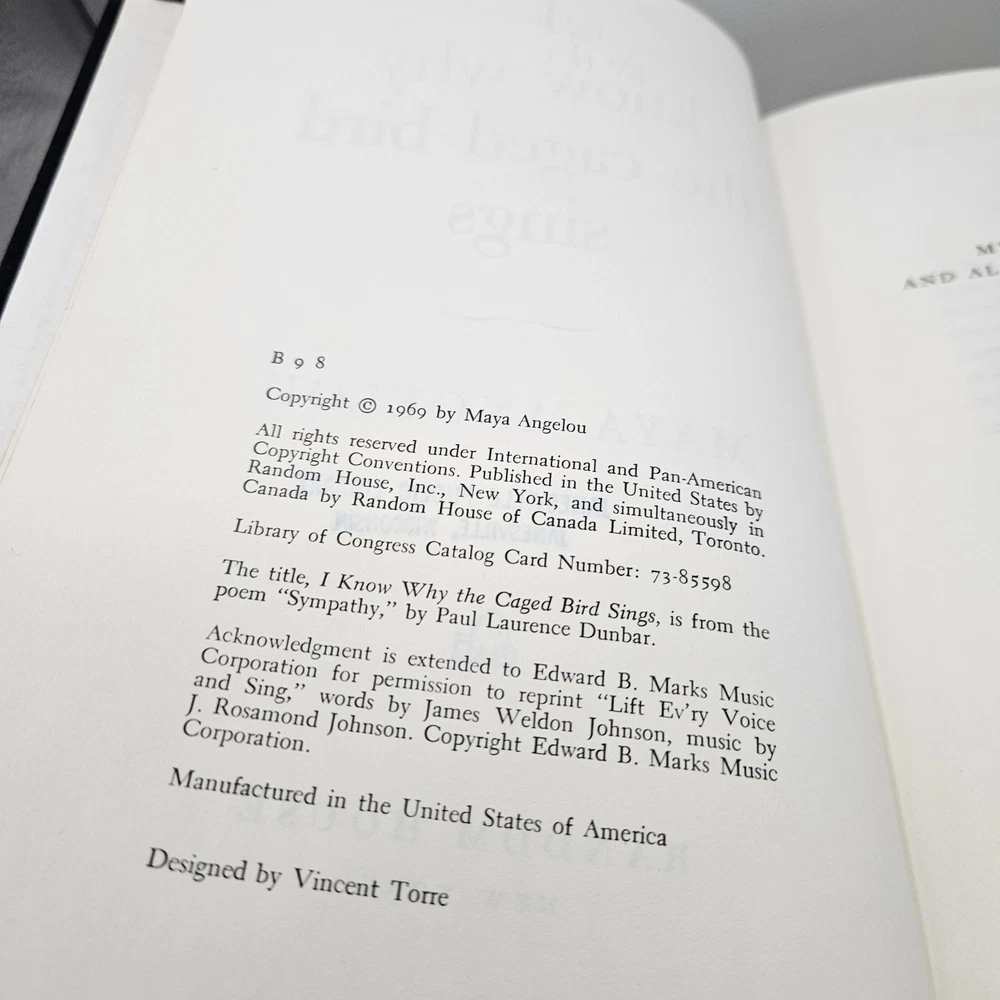 B 9 8
Copyright © 1969 by Maya Angelou
All rights reserved under International and Pan-American
Copyright Conventions. Published in the United States by
Random House, Inc., New York, and simultaneously in
Canada by Random House of Canada Limited, Toronto.
Library of Congress Catalog Card Number: 73-85598
The title, I Know Why the Caged Bird Sings, is from the
poem “Sympathy,” by Paul Laurence Dunbar.
Acknowledgment is extended to Edward B. Marks Music
Corporation for permission to reprint “Lift Ev’ry Voice
and Sing,” words by James Weldon Johnson, music by
J. Rosamond Johnson. Copyright Edward B. Marks Music
Corporation.
Manufactured in the United States of America
Designed by Vincent Torre
AND